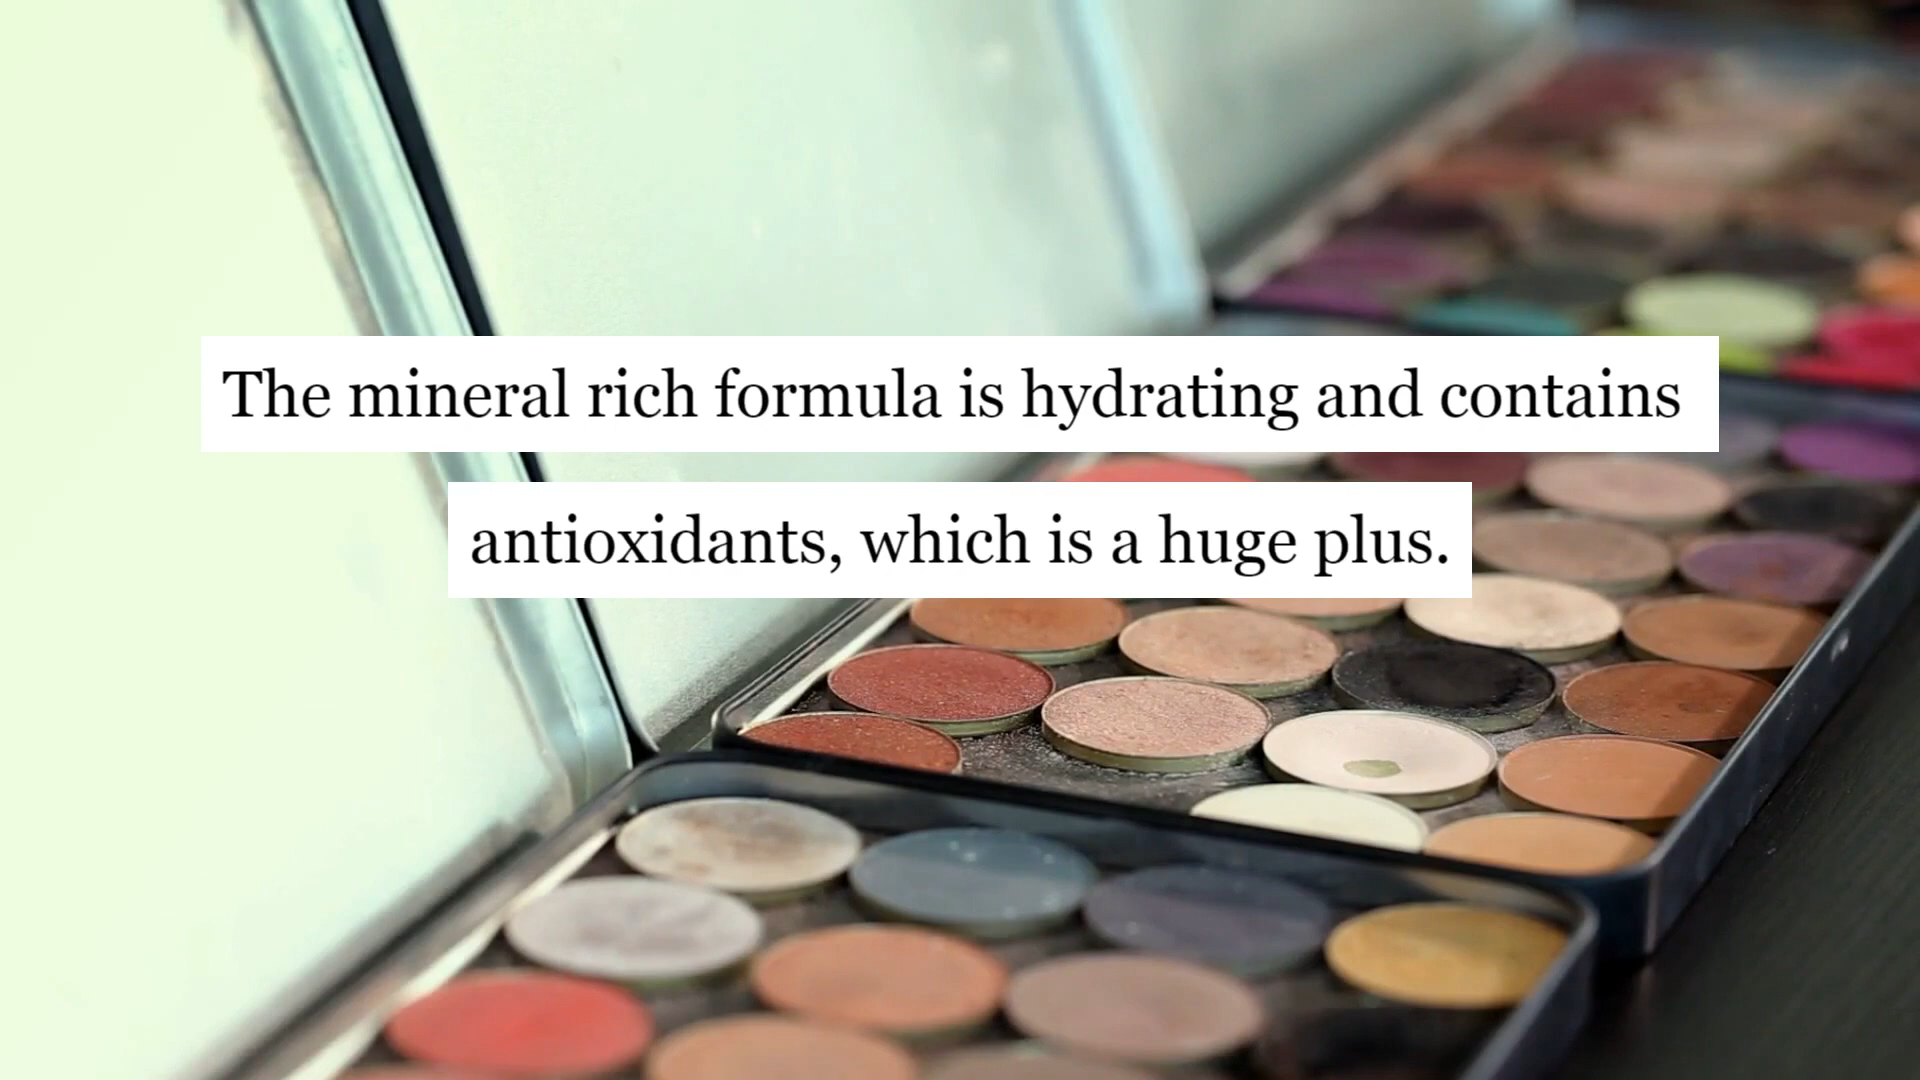 The mineral rich formula is hydrating and contains
antioxidants, which is a huge plus.